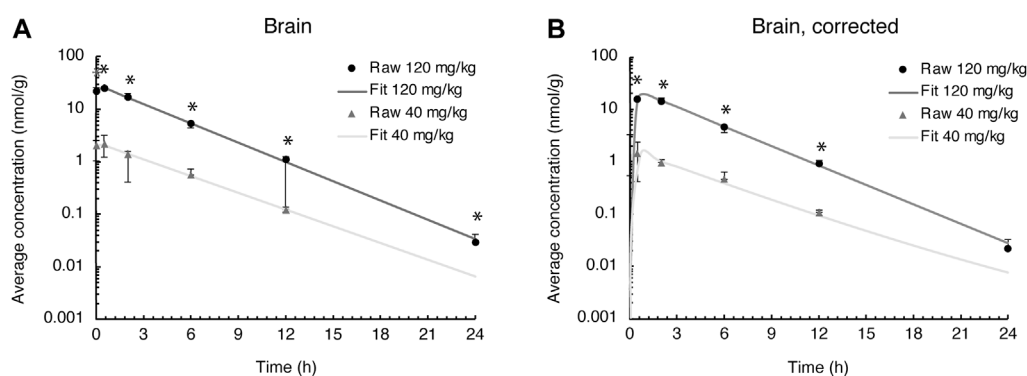 A
Brain
Average concentration (nmol/g)
100
10
1
0.1
0.01
0.001
*
*
*
*
*
Raw 120 mg/kg
Fit 120 mg/kg
Raw 40 mg/kg
Fit 40 mg/kg
0 3 6 9 12 15 18 21 24
Time (h)
B
Brain, corrected
Average concentration (nmol/g)
100
10
1
0.1
0.01
0.001
*
*
*
*
Raw 120 mg/kg
Fit 120 mg/kg
Raw 40 mg/kg
Fit 40 mg/kg
0 3 6 9 12 15 18 21 24
Time (h)